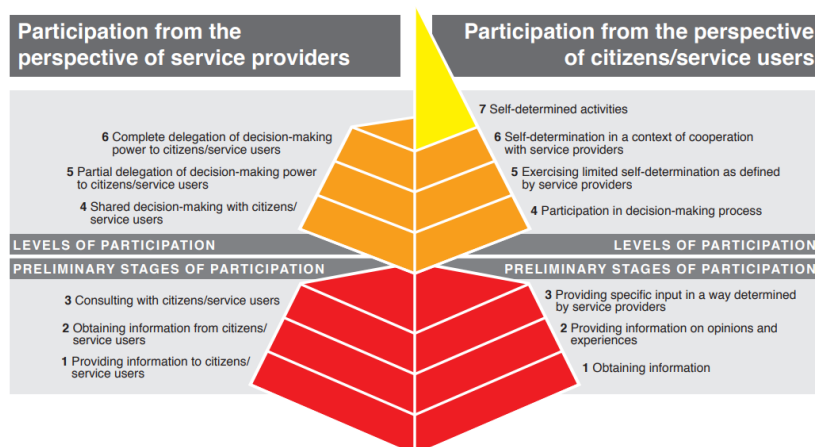 Participation from the
perspective of service providers
6 Complete delegation of decision-making
power to citizens/service users
5 Partial delegation of decision-making power
to citizens/service users
4 Shared decision-making with citizens/
service users
LEVELS OF PARTICIPATION
PRELIMINARY STAGES OF PARTICIPATION
3 Consulting with citizens/service users
2 Obtaining information from citizens/
service users
1 Providing information to citizens/
service users
Participation from the perspective
of citizens/service users
7 Self-determined activities
6 Self-determination in a context of cooperation
with service providers
5 Exercising limited self-determination as defined
by service providers
4 Participation in decision-making process
LEVELS OF PARTICIPATION
PRELIMINARY STAGES OF PARTICIPATION
3 Providing specific input in a way determined
by service providers
2 Providing information on opinions and
experiences
1 Obtaining information